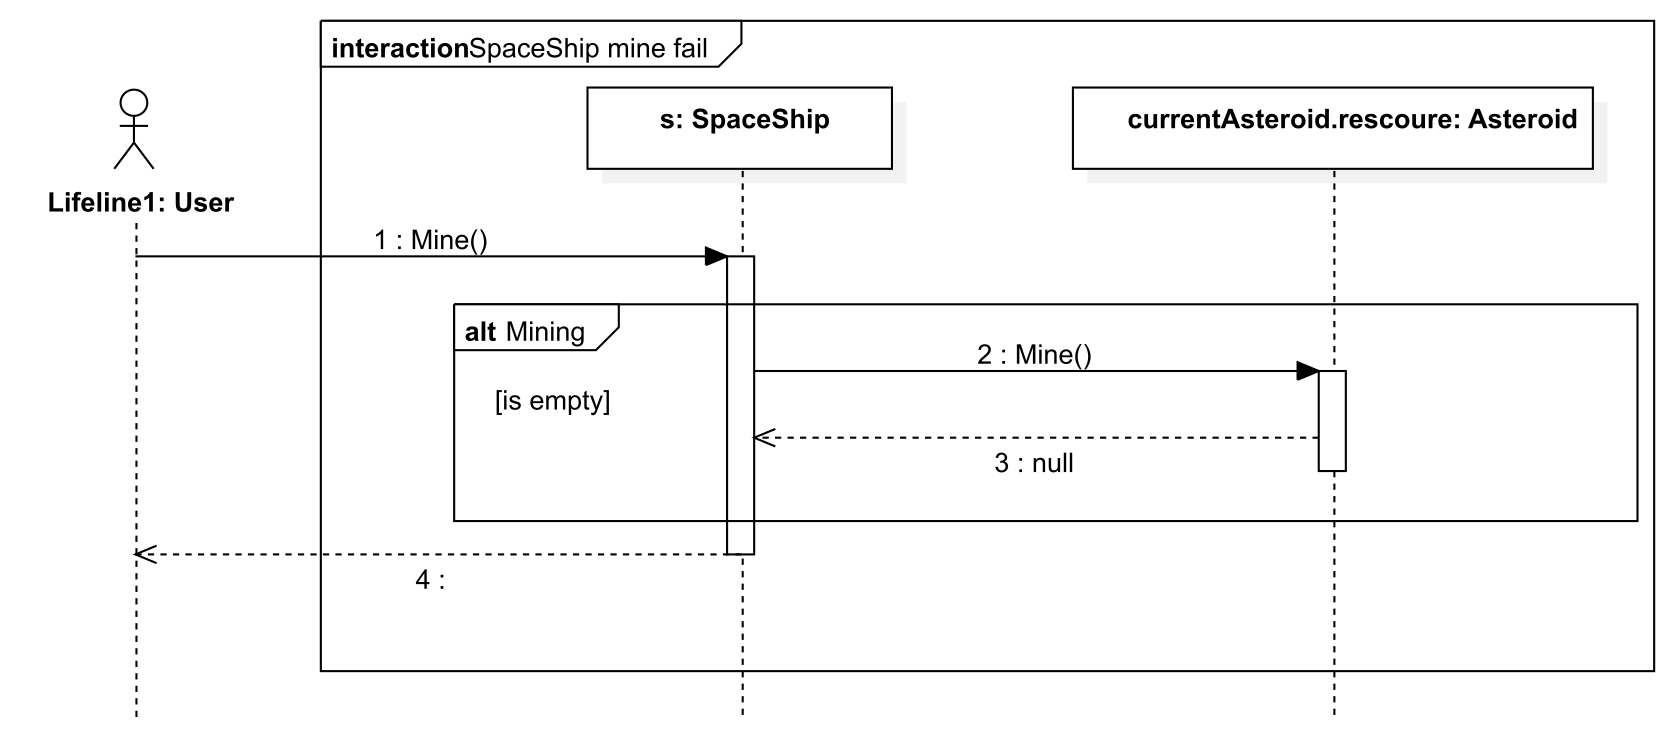 interactionSpaceShip mine fail
s: SpaceShip
currentAsteroid.rescoure: Asteroid
Lifeline1: User
1 : Mine()
alt Mining
2 : Mine()
[is empty]
3 : null
4 :